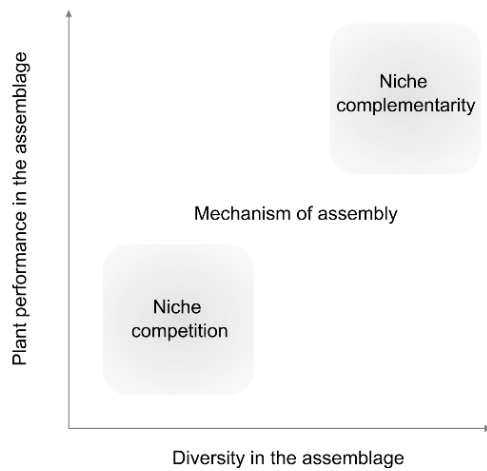 Niche
complementarity
Plant performance in the assemblage
Mechanism of assembly
Niche
competition
Diversity in the assemblage